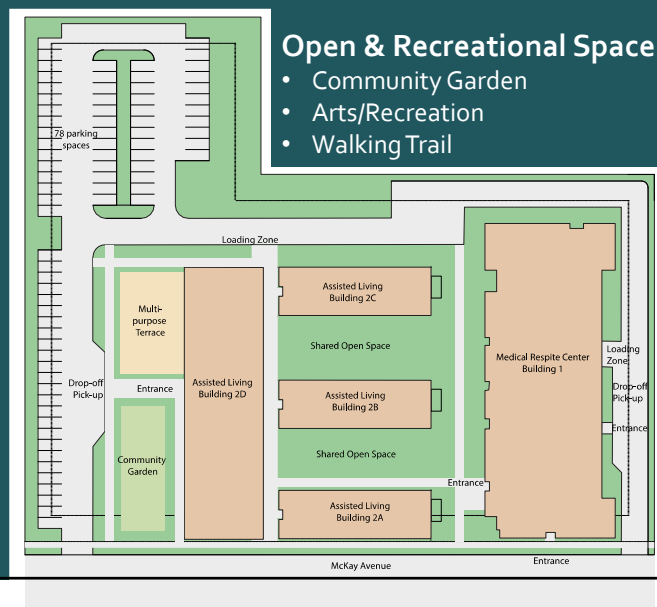 Open & Recreational Space
• Community Garden
• Arts/Recreation
• Walking Trail
78 parking
spaces
Loading Zone
Multi-
purpose
Terrace
Assisted Living
Building 2C
Shared Open Space
Medical Respite Center
Building 1
Loading
Zone
Drop-off
Pick-up
Entrance
Assisted Living
Building 2D
Assisted Living
Building 2B
Drop-off
Pick-up
Entrance
Community
Garden
Shared Open Space
Entrance
Assisted Living
Building 2A
McKay Avenue
Entrance